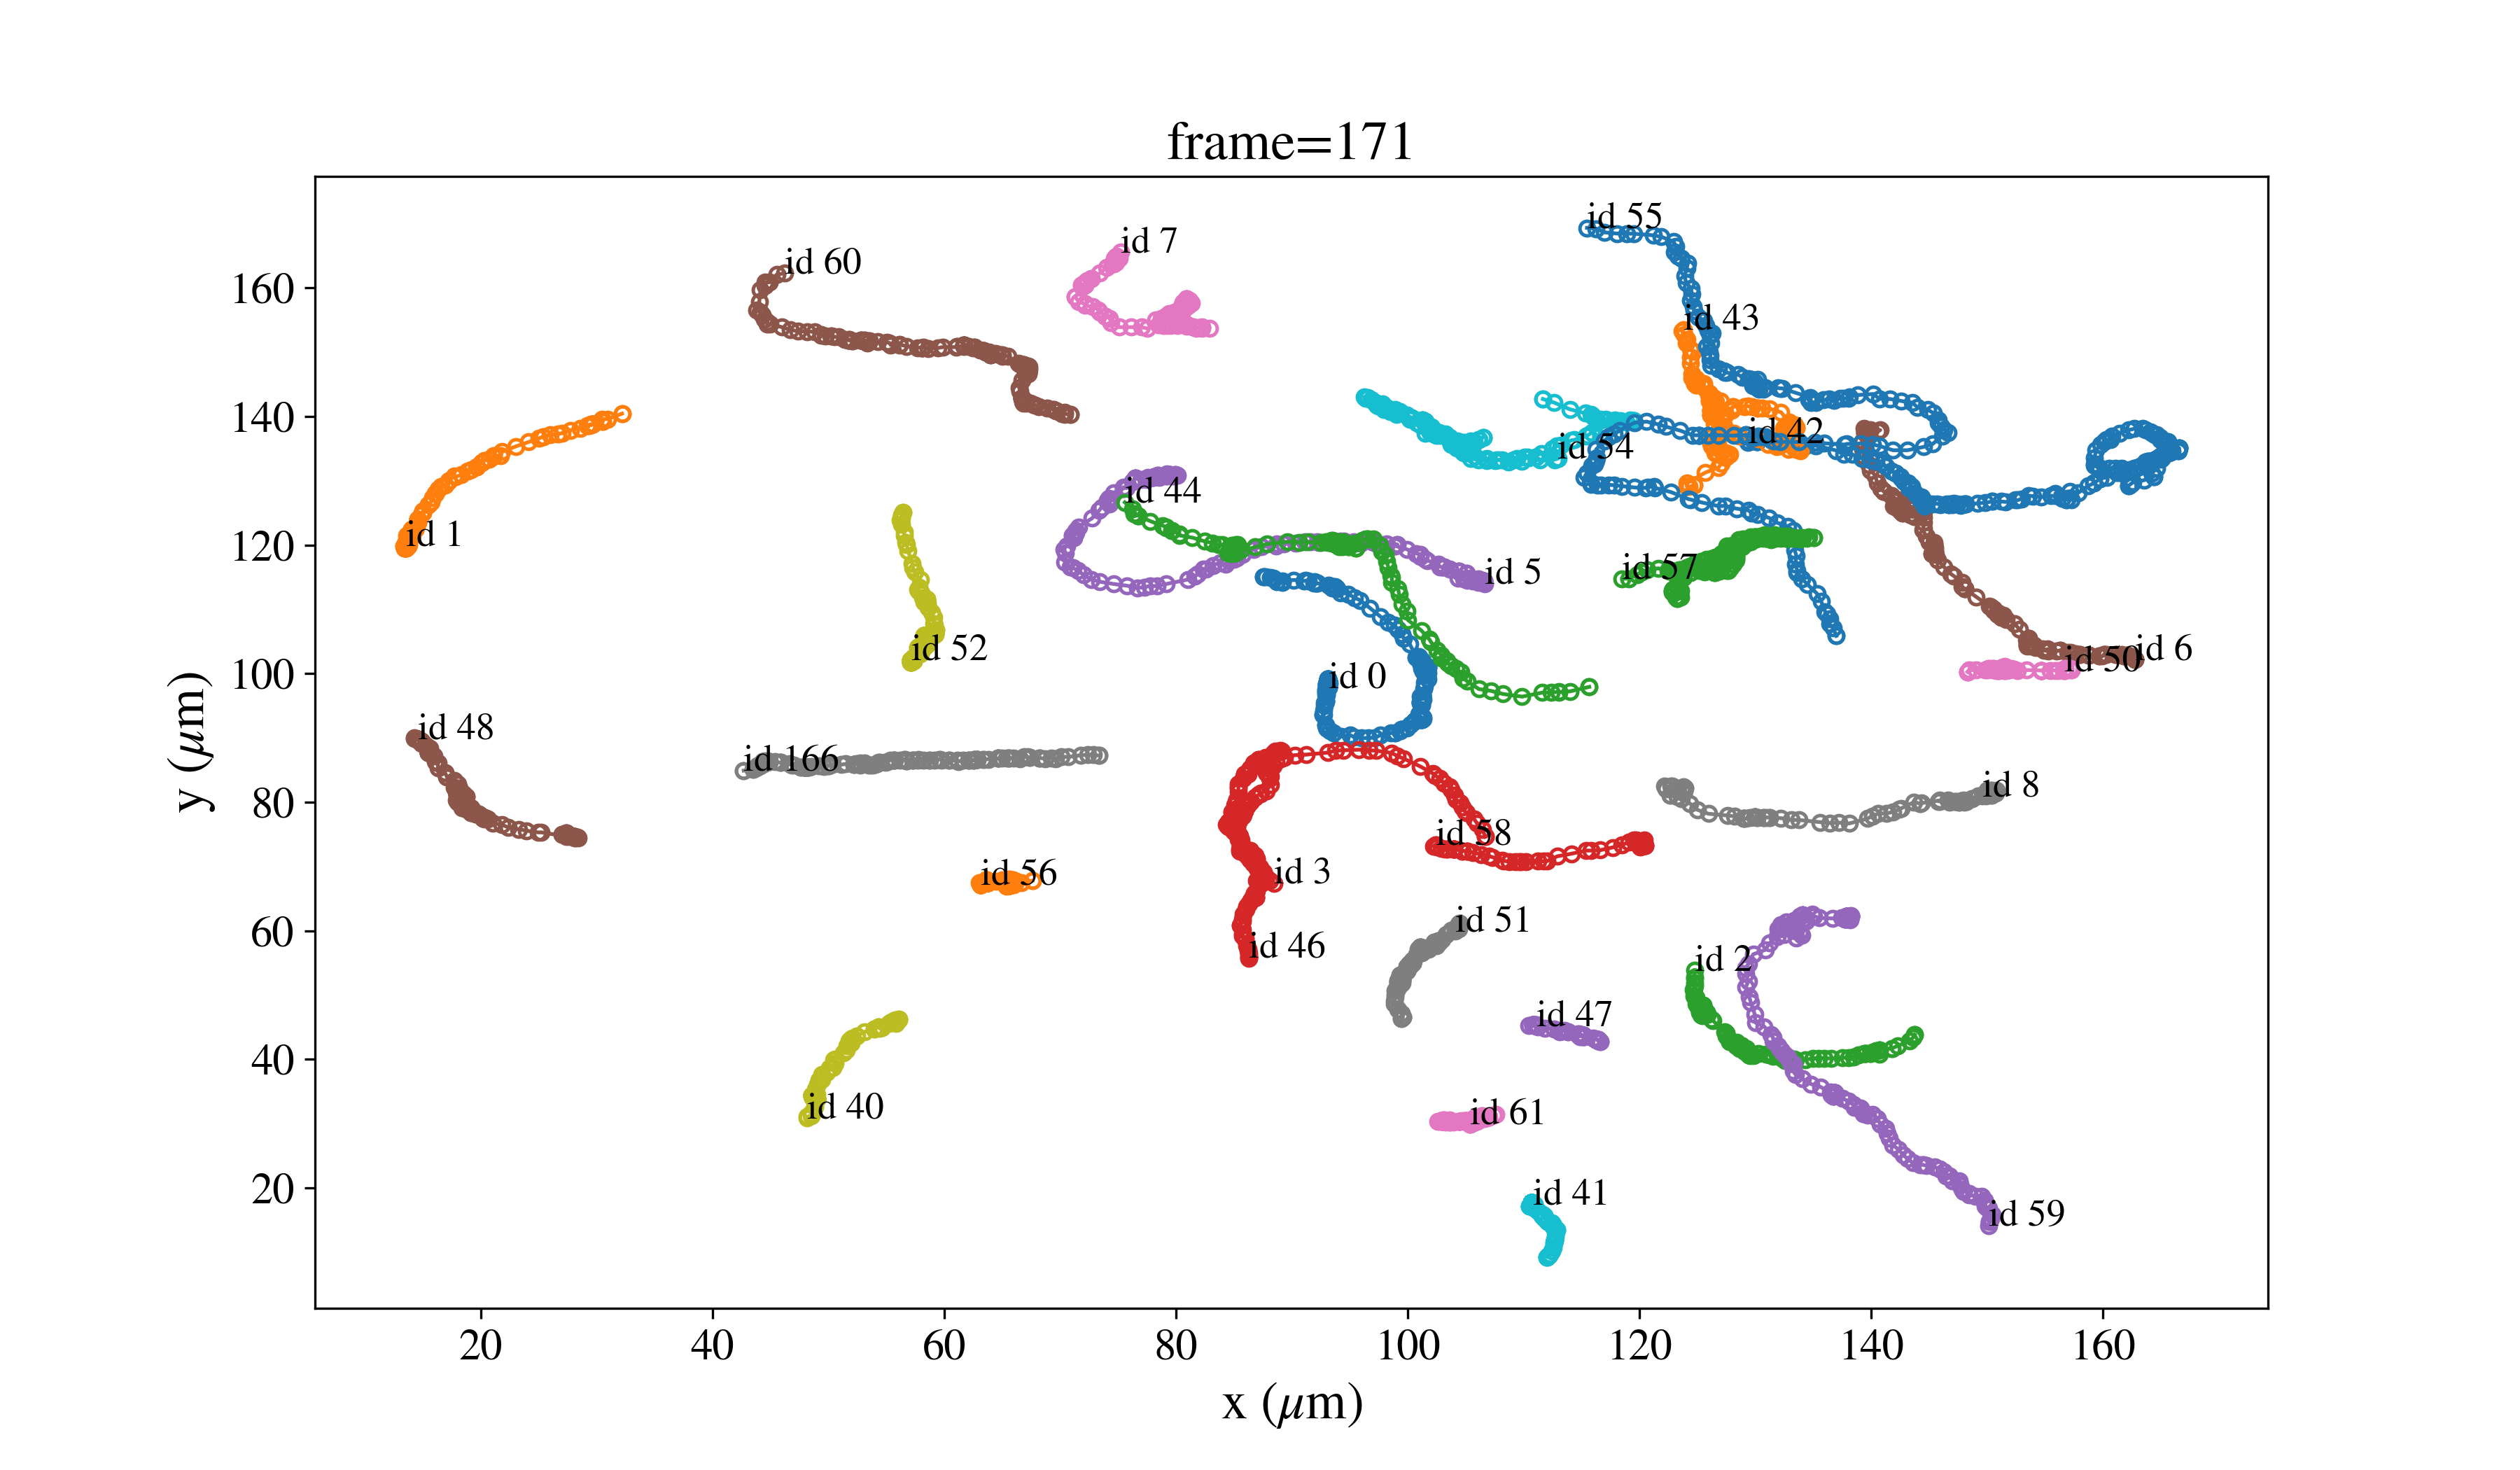 frame=171
id 55
id 60
id 7
160
id 43
140
id 42
id 54
id 44
120
id 1
id 5
id 57
id 52
id 6
id 50
100
id 0
id 48
id 166
y (μm)
80
id 8
id 58
id 3
id 56
60
id 51
id 46
id 2
id 47
40
id 40
id 61
20
id 41
id 59
20 40 60 80 100 120 140 160
x (μm)